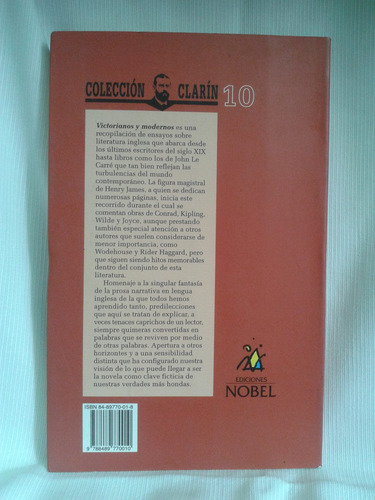 COLECCIÓN CLARÍN 10
Victorianos y modernos es una
recopilación de ensayos sobre
literatura inglesa que abarca desde
los últimos escritores del siglo XIX
hasta libros como los de John Le
Carré que tan bien reflejan las
turbulencias del mundo
contemporáneo. La figura magistral
de Henry James, a quien se dedican
numerosas páginas, inicia este
recorrido durante el cual se
comentan obras de Conrad, Kipling,
Wilde y Joyce, aunque prestando
también especial atención a otros
autores que suelen considerarse de
menor importancia, como
Wodehouse y Rider Haggard, pero
que siguen siendo hitos memorables
dentro del conjunto de esta
literatura.
Homenaje a la singular fantasía
de la prosa narrativa en lengua
inglesa de la que todos hemos
aprendido tanto, predilecciones que
aquí se tratan de explicar, a
veces tenaces caprichos de un lector,
siempre quimeras convertidas en
palabras que se reviven por medio
de otras palabras. Apertura a otros
horizontes y a una sensibilidad
distinta que ha configurado nuestra
visión de lo que puede llegar a ser
la novela como clave ficticia de
nuestras verdades más hondas.
EDICIONES
NOBEL
ISBN 84-89770-01-8
9 788489 770010